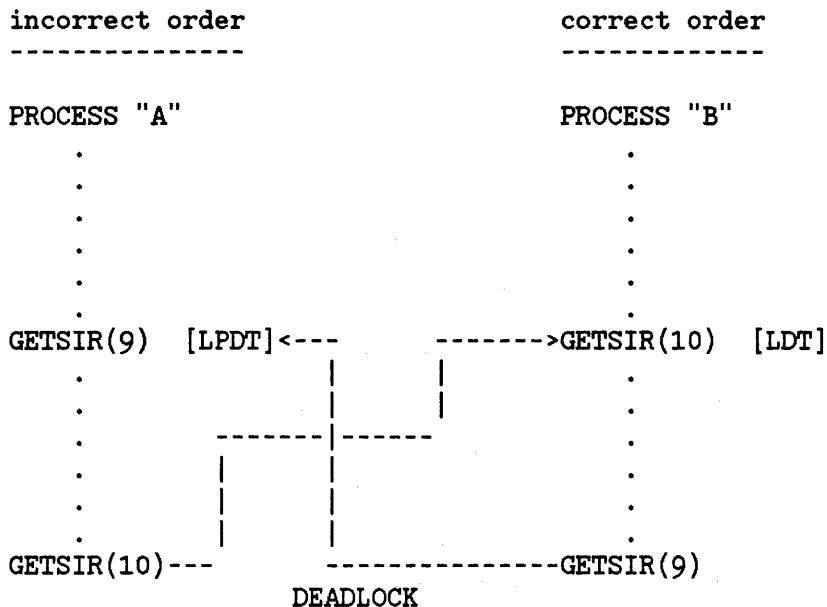 incorrect order                    correct order
---------------                    -------------
PROCESS "A"                        PROCESS "B"
.                                  .
.                                  .
.                                  .
.                                  .
.                                  .
.                                  .
GETSIR(9)  [LPDT]<---      ------->GETSIR(10)  [LDT]
.                    |      |      .
.                    |      |      .
.            --------|------       .
.            |       |             .
.            |       |             .
.            |       |             .
GETSIR(10)---        --------------GETSIR(9)
DEADLOCK